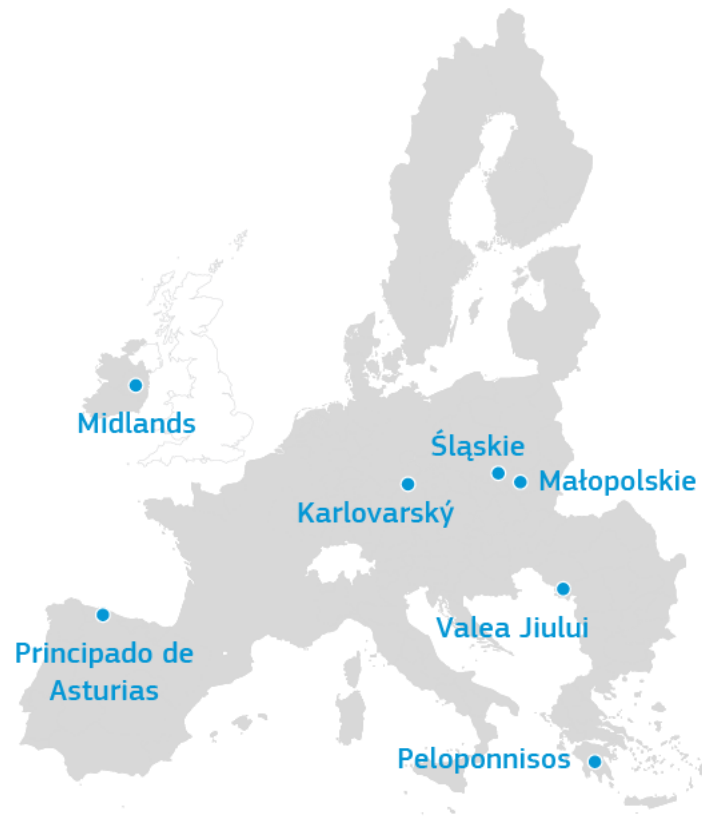 Midlands
Śląskie
Małopolskie
Karlovarský
Valea Jiului
Principado de
Asturias
Peloponnisos